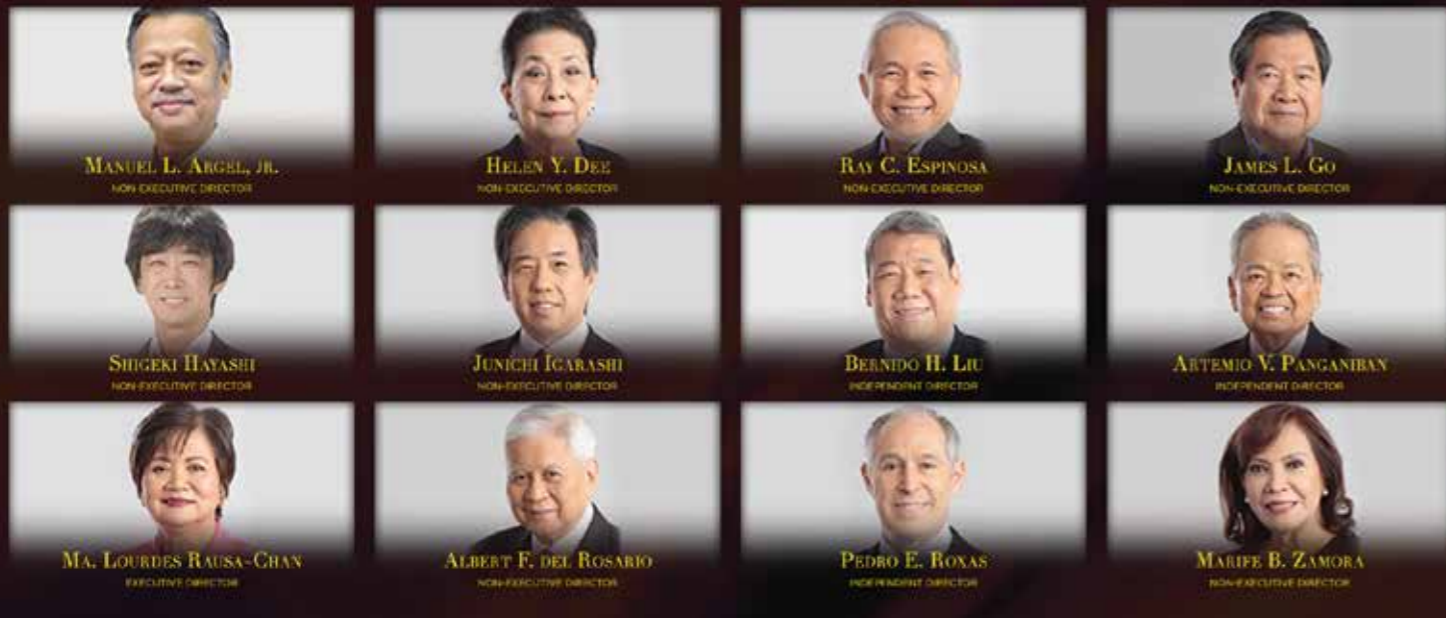 MANUEL L. ARGEL, JR.
NON-EXECUTIVE DIRECTOR
HELEN Y. DEE
NON-EXECUTIVE DIRECTOR
RAY C. ESPINOSA
NON-EXECUTIVE DIRECTOR
JAMES L. GO
NON-EXECUTIVE DIRECTOR
SHIGEKI HAYASHI
NON-EXECUTIVE DIRECTOR
JUNICHI IGARASHI
NON-EXECUTIVE DIRECTOR
BERNIDO H. LIU
INDEPENDENT DIRECTOR
ARTEMIO V. PANGANIBAN
INDEPENDENT DIRECTOR
MA. LOURDES RAUSA-CHAN
EXECUTIVE DIRECTOR
ALBERT F. DEL ROSARIO
NON-EXECUTIVE DIRECTOR
PEDRO E. ROXAS
INDEPENDENT DIRECTOR
MARIFE B. ZAMORA
NON-EXECUTIVE DIRECTOR